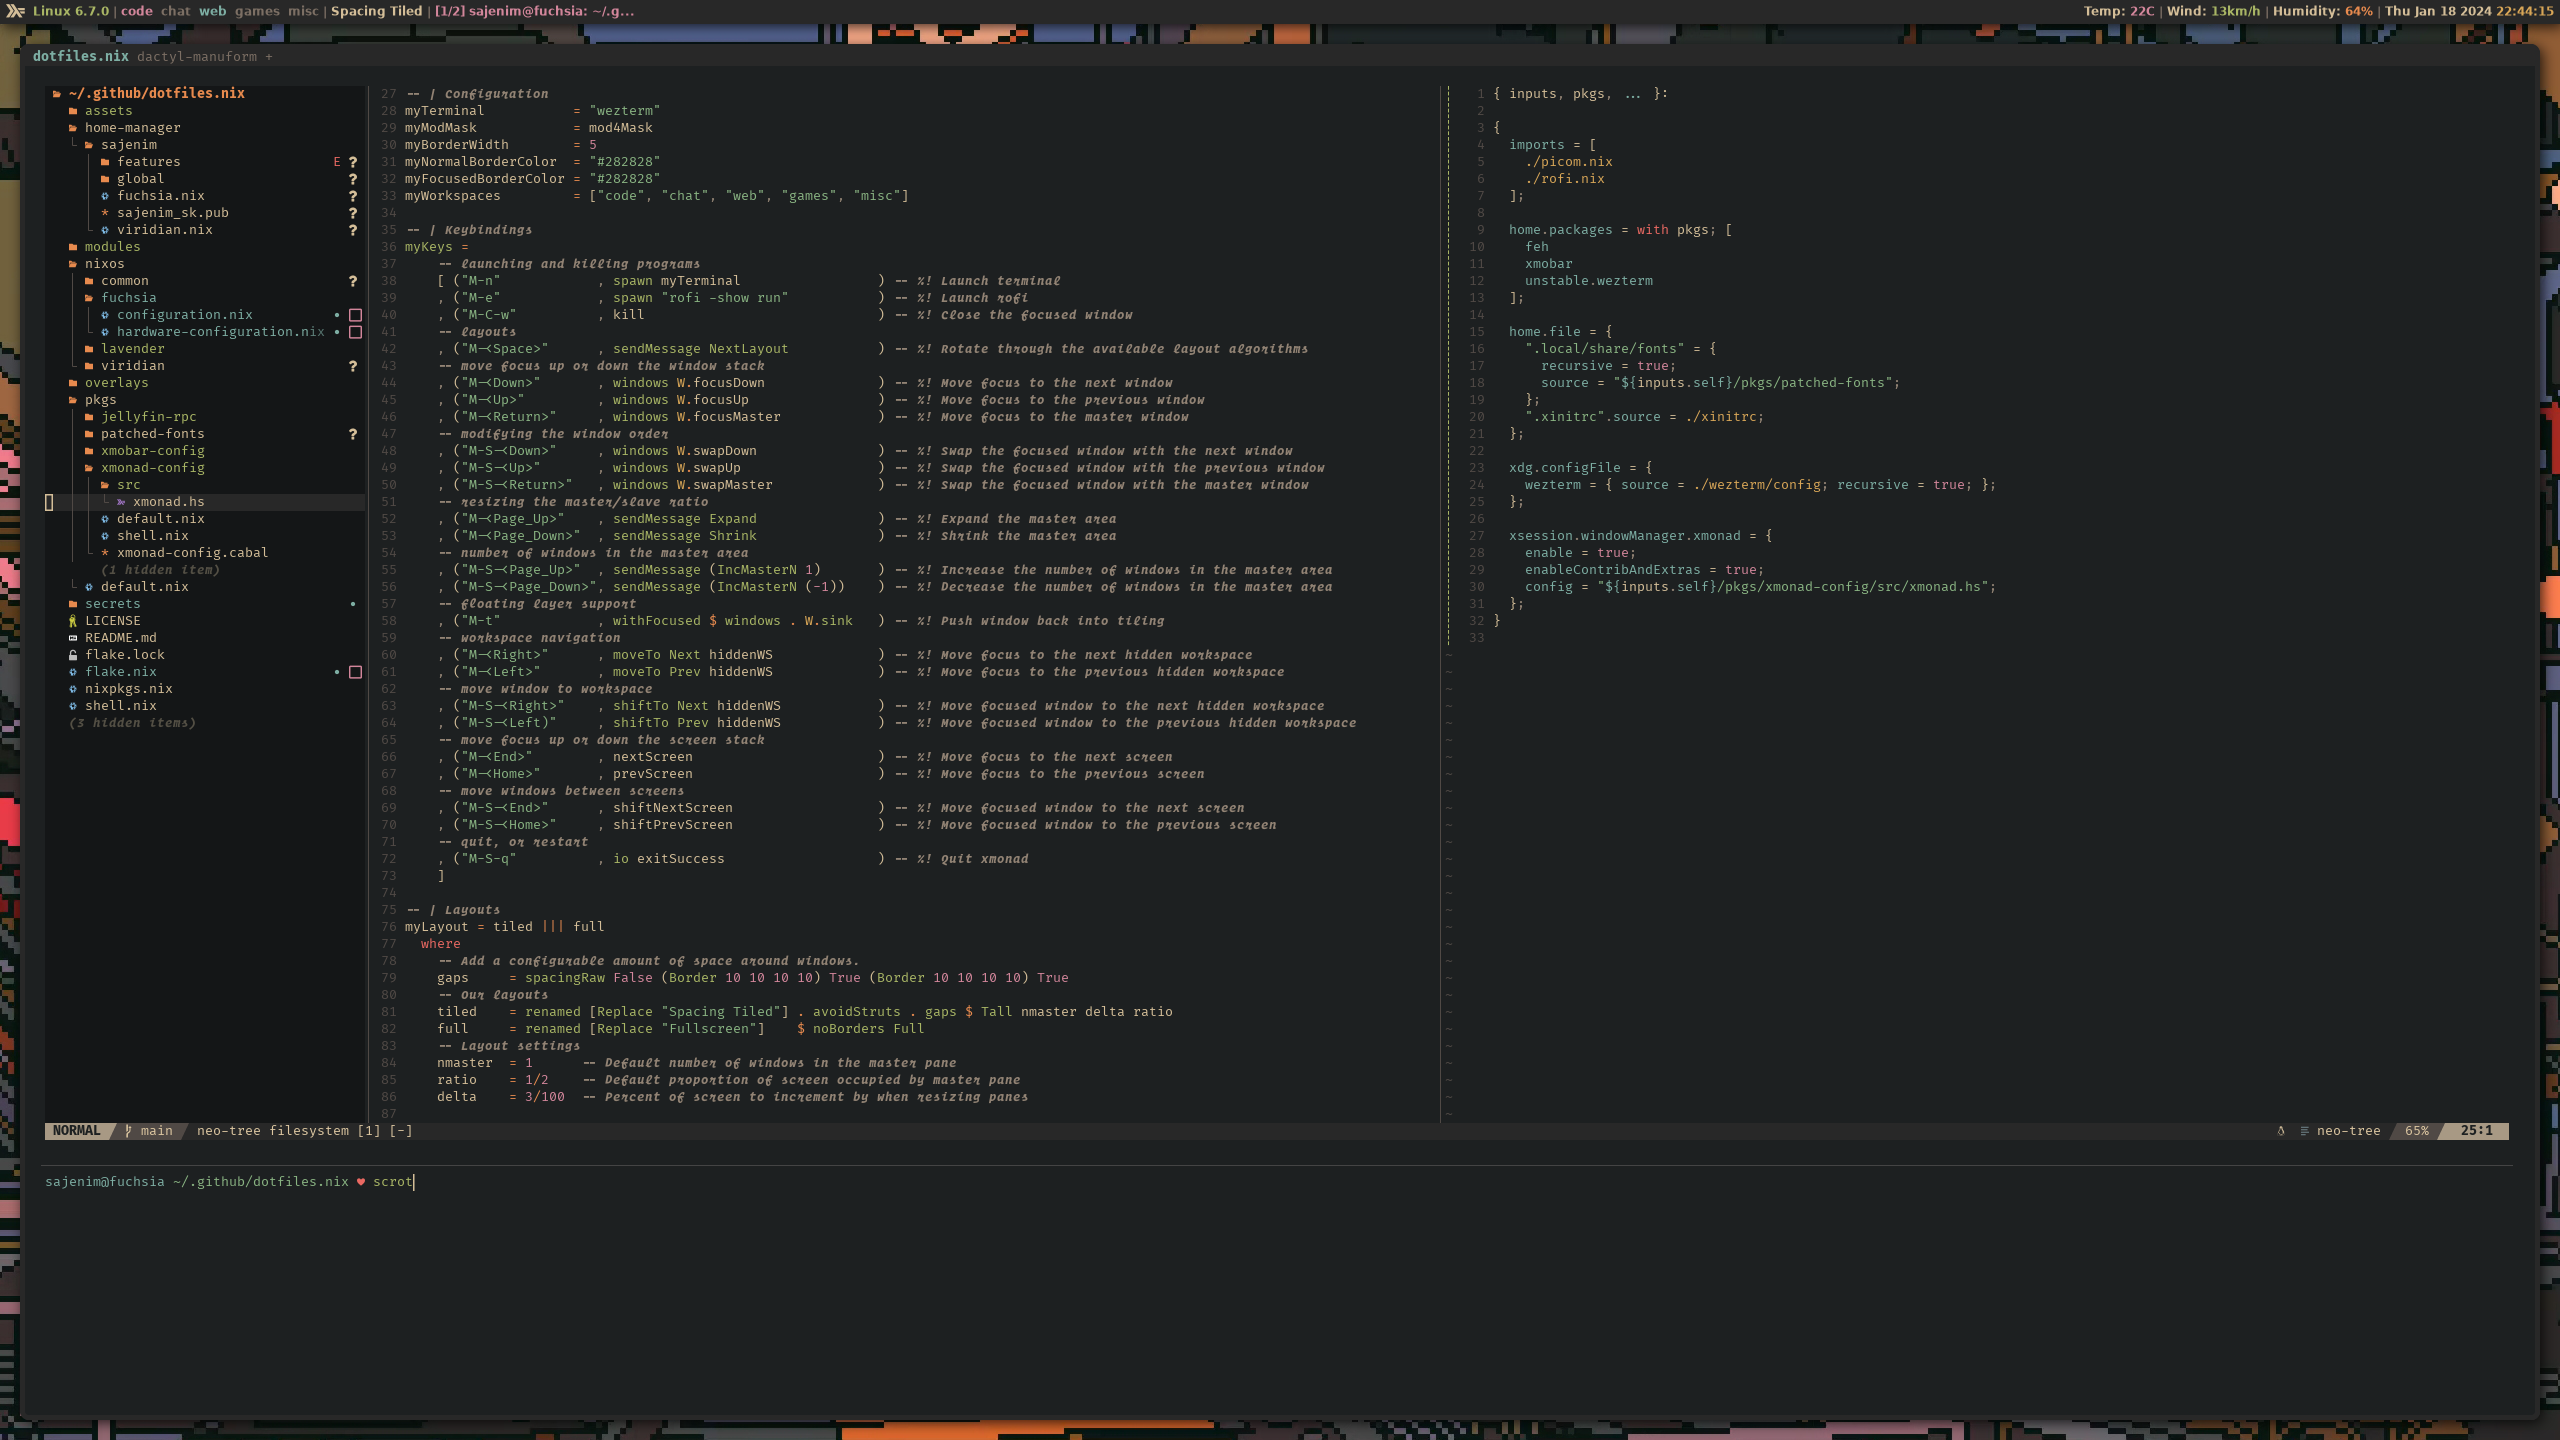 Linux 6.7.0 | code chat web games misc | Spacing Tiled | [1/2] sajenim@fuchsia: ~/.g...
Temp: 22C | Wind: 13km/h | Humidity: 64% | Thu Jan 18 2024 22:44:15
dotfiles.nix dactyl-manuform +
~/.github/dotfiles.nix
assets
home-manager
sajenim
features E ?
global ?
fuchsia.nix ?
sajenim_sk.pub ?
viridian.nix ?
modules
nixos
common ?
fuchsia
configuration.nix
hardware-configuration.nix
lavender
viridian ?
overlays
pkgs
jellyfin-rpc
patched-fonts ?
xmobar-config
xmonad-config
src
xmonad.hs
default.nix
shell.nix
xmonad-config.cabal
(1 hidden item)
default.nix
secrets
LICENSE
README.md
flake.lock
flake.nix
nixpkgs.nix
shell.nix
(3 hidden items)
27 -- | Configuration
28 myTerminal = "wezterm"
29 myModMask = mod4Mask
30 myBorderWidth = 5
31 myNormalBorderColor = "#282828"
32 myFocusedBorderColor = "#282828"
33 myWorkspaces = ["code", "chat", "web", "games", "misc"]
34
35 -- | Keybindings
36 myKeys =
37 -- launching and killing programs
38 [ ("M-n" , spawn myTerminal ) -- %! Launch terminal
39 , ("M-e" , spawn "rofi -show run" ) -- %! Launch rofi
40 , ("M-C-w" , kill ) -- %! Close the focused window
41 -- layouts
42 , ("M-<Space>" , sendMessage NextLayout ) -- %! Rotate through the available layout algorithms
43 -- move focus up or down the window stack
44 , ("M-<Down>" , windows W.focusDown ) -- %! Move focus to the next window
45 , ("M-<Up>" , windows W.focusUp ) -- %! Move focus to the previous window
46 , ("M-<Return>" , windows W.focusMaster ) -- %! Move focus to the master window
47 -- modifying the window order
48 , ("M-S-<Down>" , windows W.swapDown ) -- %! Swap the focused window with the next window
49 , ("M-S-<Up>" , windows W.swapUp ) -- %! Swap the focused window with the previous window
50 , ("M-S-<Return>" , windows W.swapMaster ) -- %! Swap the focused window with the master window
51 -- resizing the master/slave ratio
52 , ("M-<Page_Up>" , sendMessage Expand ) -- %! Expand the master area
53 , ("M-<Page_Down>" , sendMessage Shrink ) -- %! Shrink the master area
54 -- number of windows in the master area
55 , ("M-S-<Page_Up>" , sendMessage (IncMasterN 1) ) -- %! Increase the number of windows in the master area
56 , ("M-S-<Page_Down>", sendMessage (IncMasterN (-1)) ) -- %! Decrease the number of windows in the master area
57 -- floating layer support
58 , ("M-t" , withFocused $ windows . W.sink ) -- %! Push window back into tiling
59 -- workspace navigation
60 , ("M-<Right>" , moveTo Next hiddenWS ) -- %! Move focus to the next hidden workspace
61 , ("M-<Left>" , moveTo Prev hiddenWS ) -- %! Move focus to the previous hidden workspace
62 -- move window to workspace
63 , ("M-S-<Right>" , shiftTo Next hiddenWS ) -- %! Move focused window to the next hidden workspace
64 , ("M-S-<Left)" , shiftTo Prev hiddenWS ) -- %! Move focused window to the previous hidden workspace
65 -- move focus up or down the screen stack
66 , ("M-<End>" , nextScreen ) -- %! Move focus to the next screen
67 , ("M-<Home>" , prevScreen ) -- %! Move focus to the previous screen
68 -- move windows between screens
69 , ("M-S-<End>" , shiftNextScreen ) -- %! Move focused window to the next screen
70 , ("M-S-<Home>" , shiftPrevScreen ) -- %! Move focused window to the previous screen
71 -- quit, or restart
72 , ("M-S-q" , io exitSuccess ) -- %! Quit xmonad
73 ]
74
75 -- | Layouts
76 myLayout = tiled ||| full
77 where
78 -- Add a configurable amount of space around windows.
79 gaps = spacingRaw False (Border 10 10 10 10) True (Border 10 10 10 10) True
80 -- Our layouts
81 tiled = renamed [Replace "Spacing Tiled"] . avoidStruts . gaps $ Tall nmaster delta ratio
82 full = renamed [Replace "Fullscreen"] $ noBorders Full
83 -- Layout settings
84 nmaster = 1 -- Default number of windows in the master pane
85 ratio = 1/2 -- Default proportion of screen occupied by master pane
86 delta = 3/100 -- Percent of screen to increment by when resizing panes
87
1 { inputs, pkgs, ... }:
2
3 {
4 imports = [
5 ./picom.nix
6 ./rofi.nix
7 ];
8
9 home.packages = with pkgs; [
10 feh
11 xmobar
12 unstable.wezterm
13 ];
14
15 home.file = {
16 ".local/share/fonts" = {
17 recursive = true;
18 source = "${inputs.self}/pkgs/patched-fonts";
19 };
20 ".xinitrc".source = ./xinitrc;
21 };
22
23 xdg.configFile = {
24 wezterm = { source = ./wezterm/config; recursive = true; };
25 };
26
27 xsession.windowManager.xmonad = {
28 enable = true;
29 enableContribAndExtras = true;
30 config = "${inputs.self}/pkgs/xmonad-config/src/xmonad.hs";
31 };
32 }
33
NORMAL main neo-tree filesystem [1] [-] neo-tree 65% 25:1
sajenim@fuchsia ~/.github/dotfiles.nix ♥ scrot